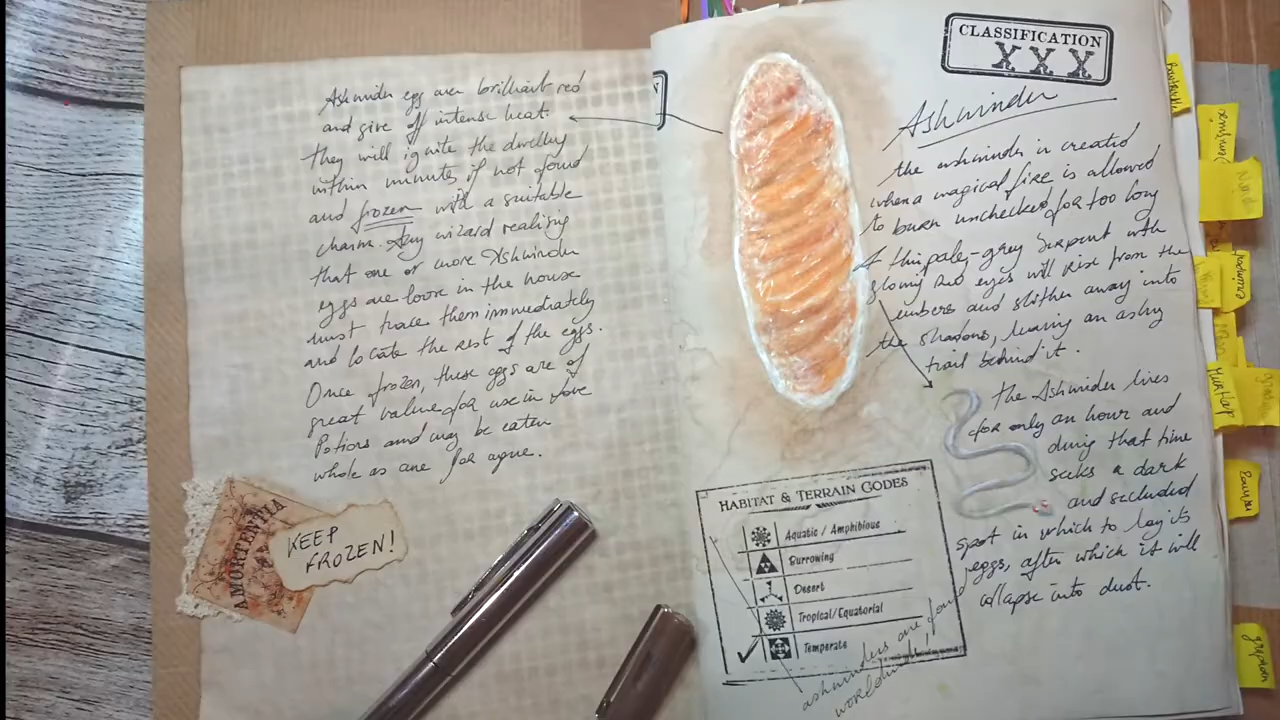 Ashwinder eggs are brilliant red
and give off intense heat.
they will ignite the dwelling
within minutes if not found
and frozen with a suitable
charm. Any wizard realising
that one or more Ashwinder
eggs are loose in the house
must trace them immediately
and locate the rest of the eggs.
Once frozen, these eggs are of
great value for use in love
Potions and may be eaten
whole as a for ague.
AMORTENTIA
KEEP
FROZEN!
CLASSIFICATION
XXX
Ashwinder
the ashwinder is created
when a magical fire is allowed
to burn unchecked for too long
A thin pale-grey serpent with
glowing red eyes will rise from the
embers and slither away into
the shadows, leaving an ashy
trail behind it.
the Ashwinder lives
for only an hour and
during that time
seeks a dark
and secluded
spot in which to lay its
eggs, after which it will
collapse into dust.
HABITAT & TERRAIN CODES
Aquatic / Amphibious
Burrowing
Desert
Tropical/Equatorial
Temperate
ashwinders are found
worldwide!
Bowtruckle
Demiguise
Niffler
Murtlap
graphorn